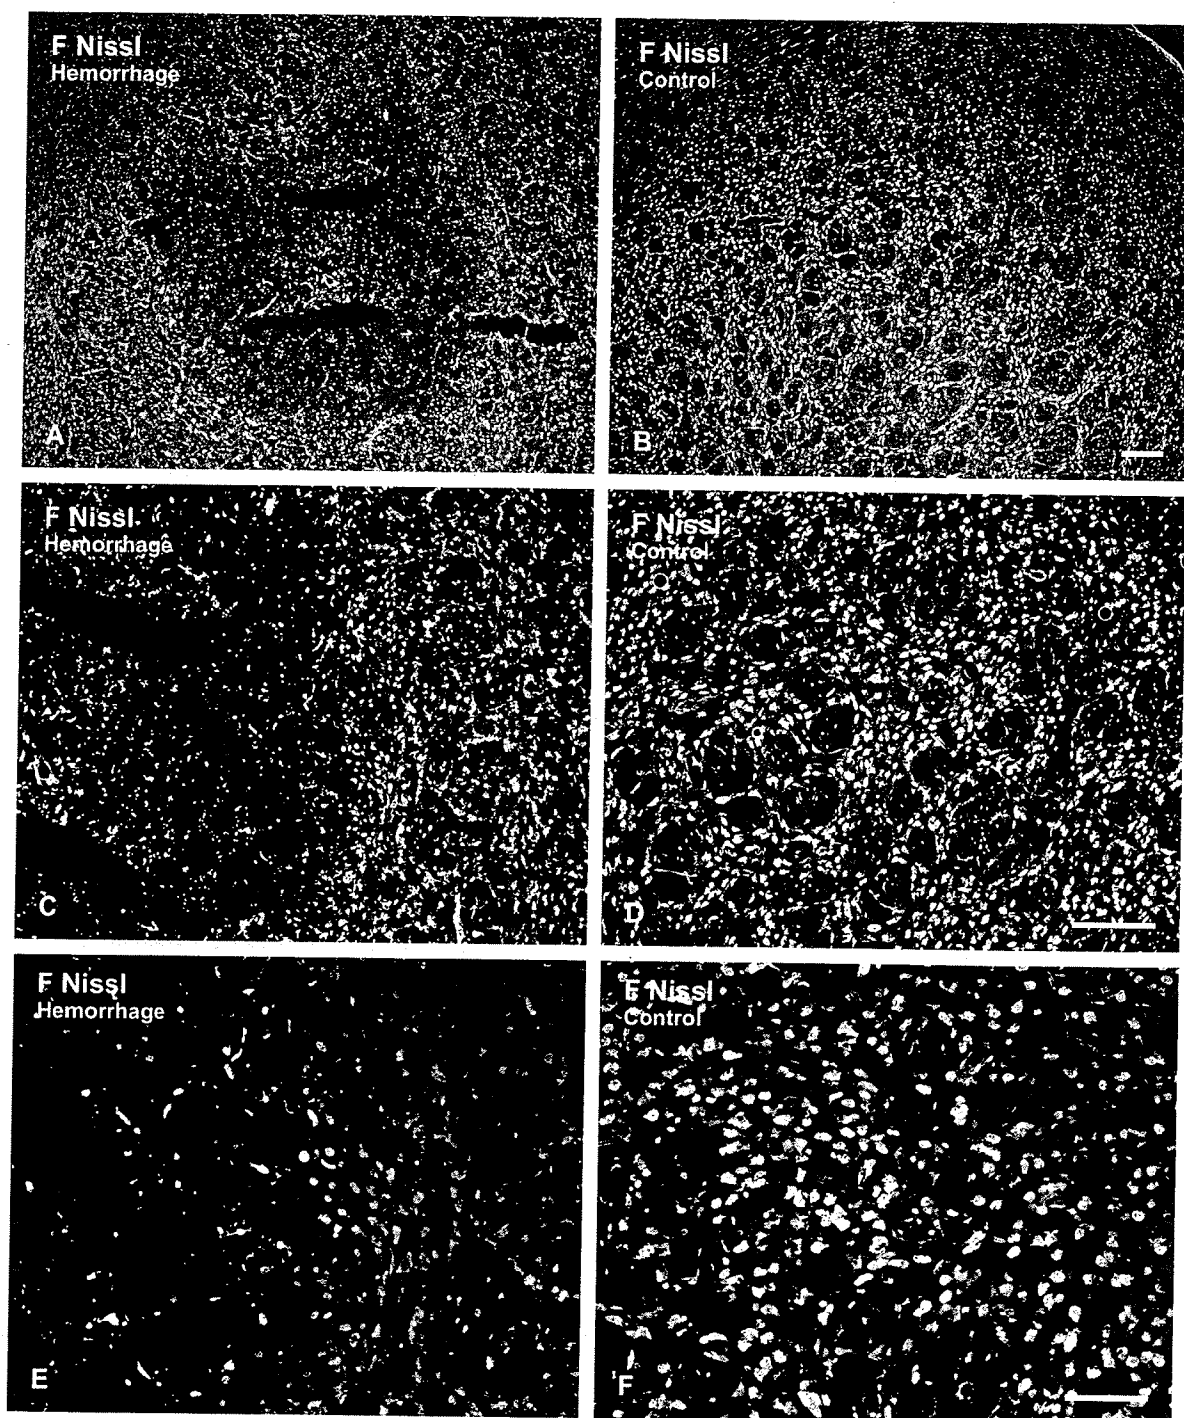 F Nissl
Hemorrhage
A
F Nissl
Control
B
F Nissl
Hemorrhage
C
F Nissl
Control
D
F Nissl
Hemorrhage
E
F Nissl
Control
F